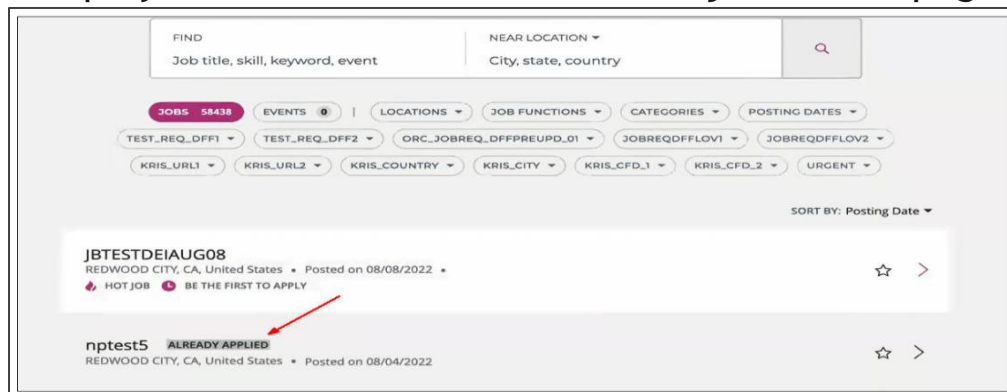 FIND
Job title, skill, keyword, event
NEAR LOCATION
City, state, country
JOBS 58438 EVENTS 0 | LOCATIONS JOB FUNCTIONS CATEGORIES POSTING DATES
TEST_REQ_DFF1 TEST_REQ_DFF2 ORC_JOBREQ_DFFPREUPD_01 JOBREQDFFLOV1 JOBREQDFFLOV2
KRIS_URL1 KRIS_URL2 KRIS_COUNTRY KRIS_CITY KRIS_CFD_1 KRIS_CFD_2 URGENT
SORT BY: Posting Date
JBTESTDEIAUG08
REDWOOD CITY, CA, United States • Posted on 08/08/2022 •
HOT JOB BE THE FIRST TO APPLY
nptest5 ALREADY APPLIED
REDWOOD CITY, CA, United States • Posted on 08/04/2022